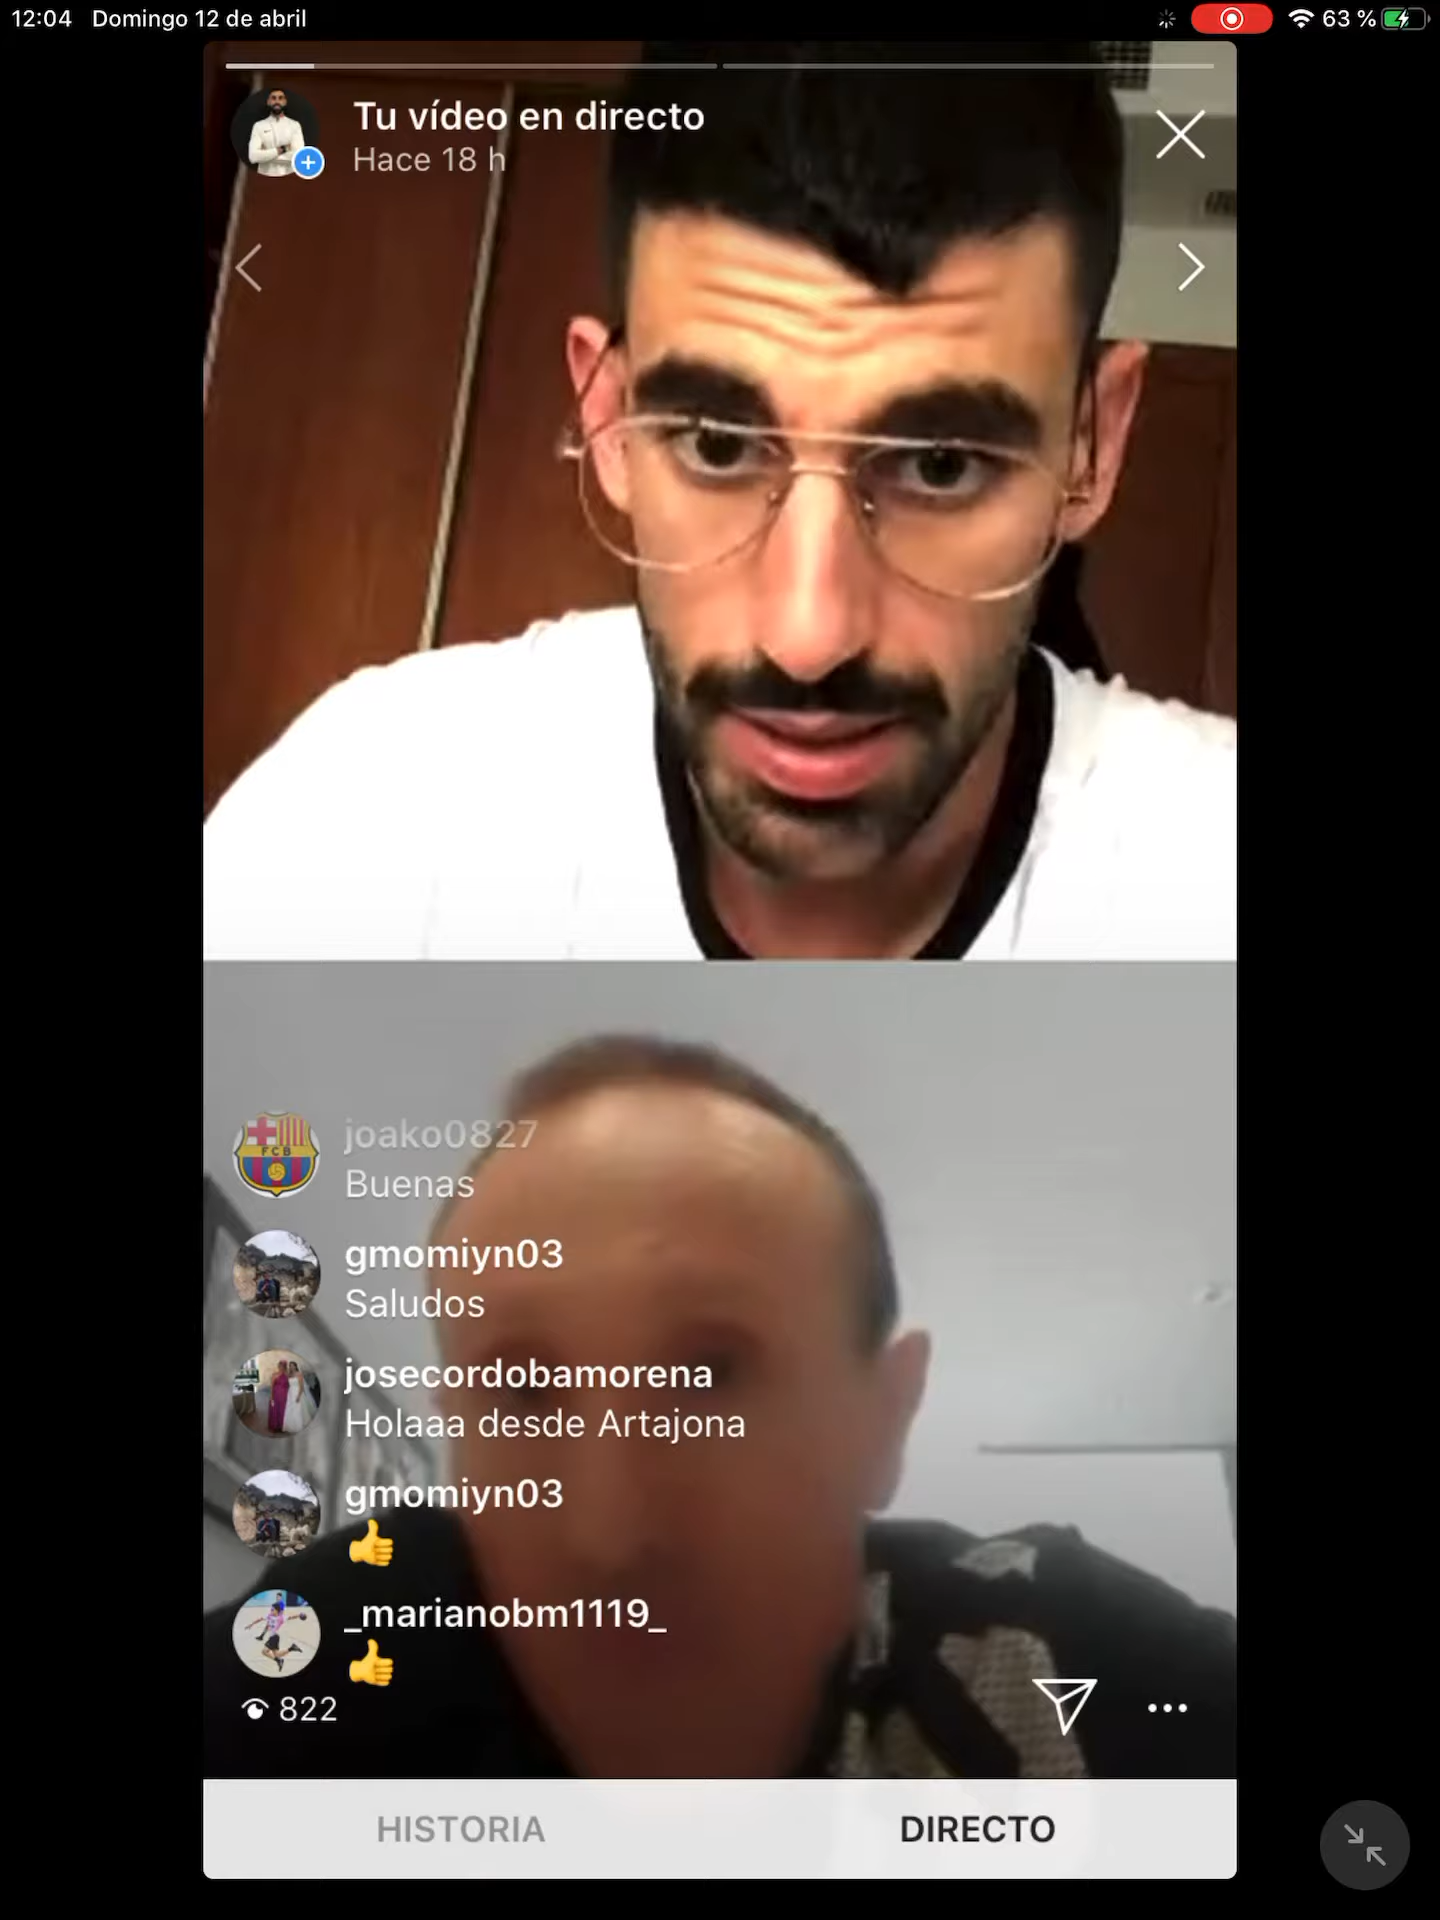 12:04 Domingo 12 de abril
63 %
Tu vídeo en directo
Hace 18 h
joako0827
Buenas
FCB
gmomiyn03
Saludos
josecordobamorena
Holaaa desde Artajona
gmomiyn03
👍
_marianobm1119_
👍
822
HISTORIA
DIRECTO